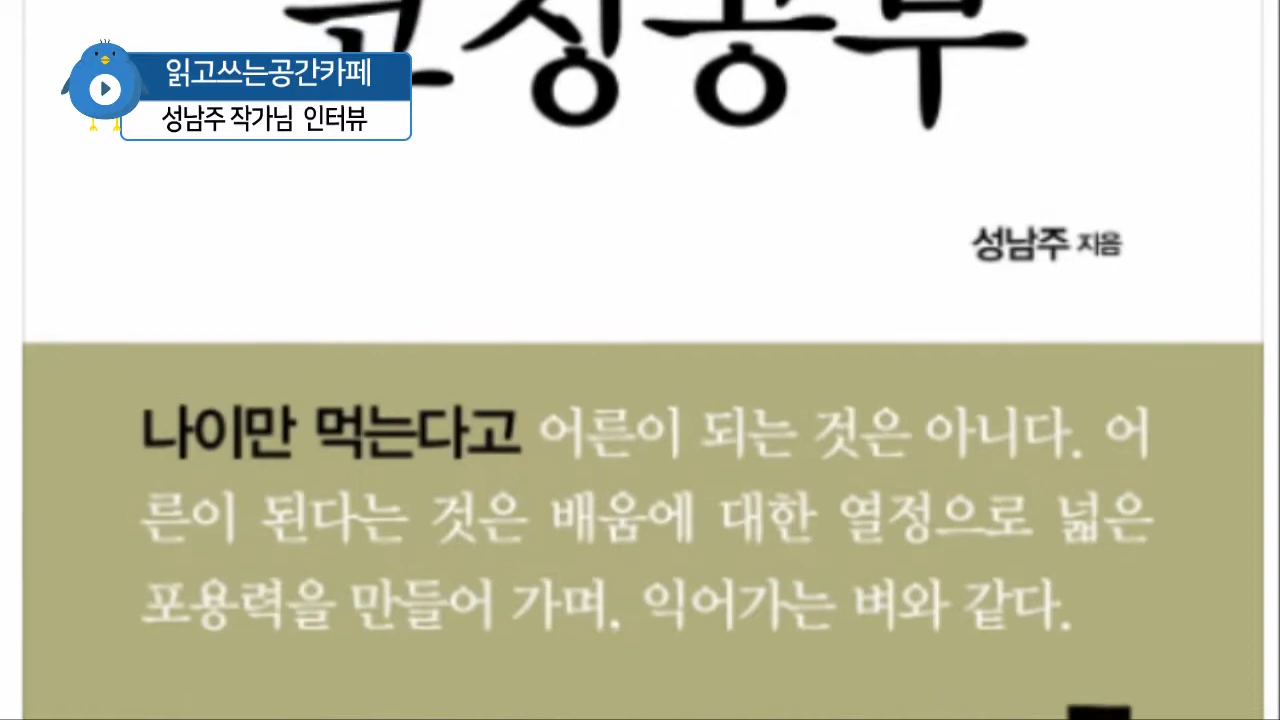 읽고쓰는공간카페
성남주 작가님 인터뷰
공부
성남주 지음
나이만 먹는다고 어른이 되는 것은 아니다. 어
른이 된다는 것은 배움에 대한 열정으로 넓은
포용력을 만들어 가며, 익어가는 벼와 같다.